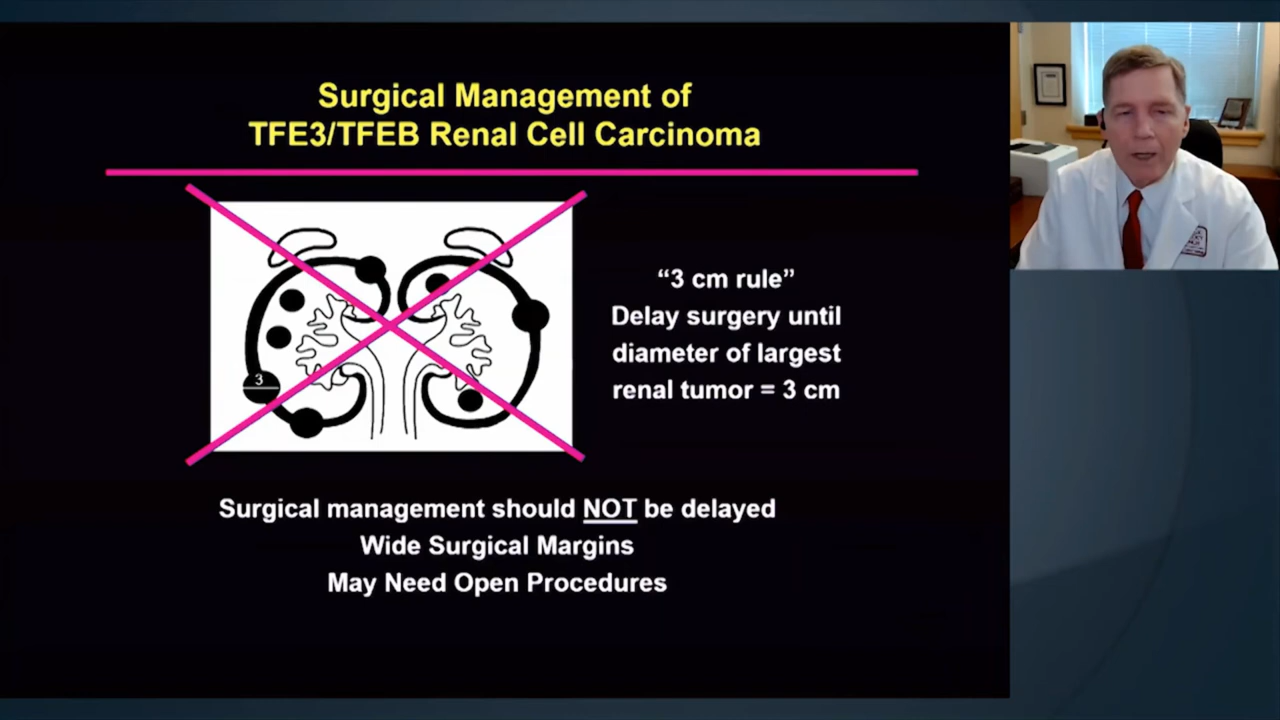 Surgical Management of
TFE3/TFEB Renal Cell Carcinoma
3
“3 cm rule”
Delay surgery until
diameter of largest
renal tumor = 3 cm
Surgical management should NOT be delayed
Wide Surgical Margins
May Need Open Procedures